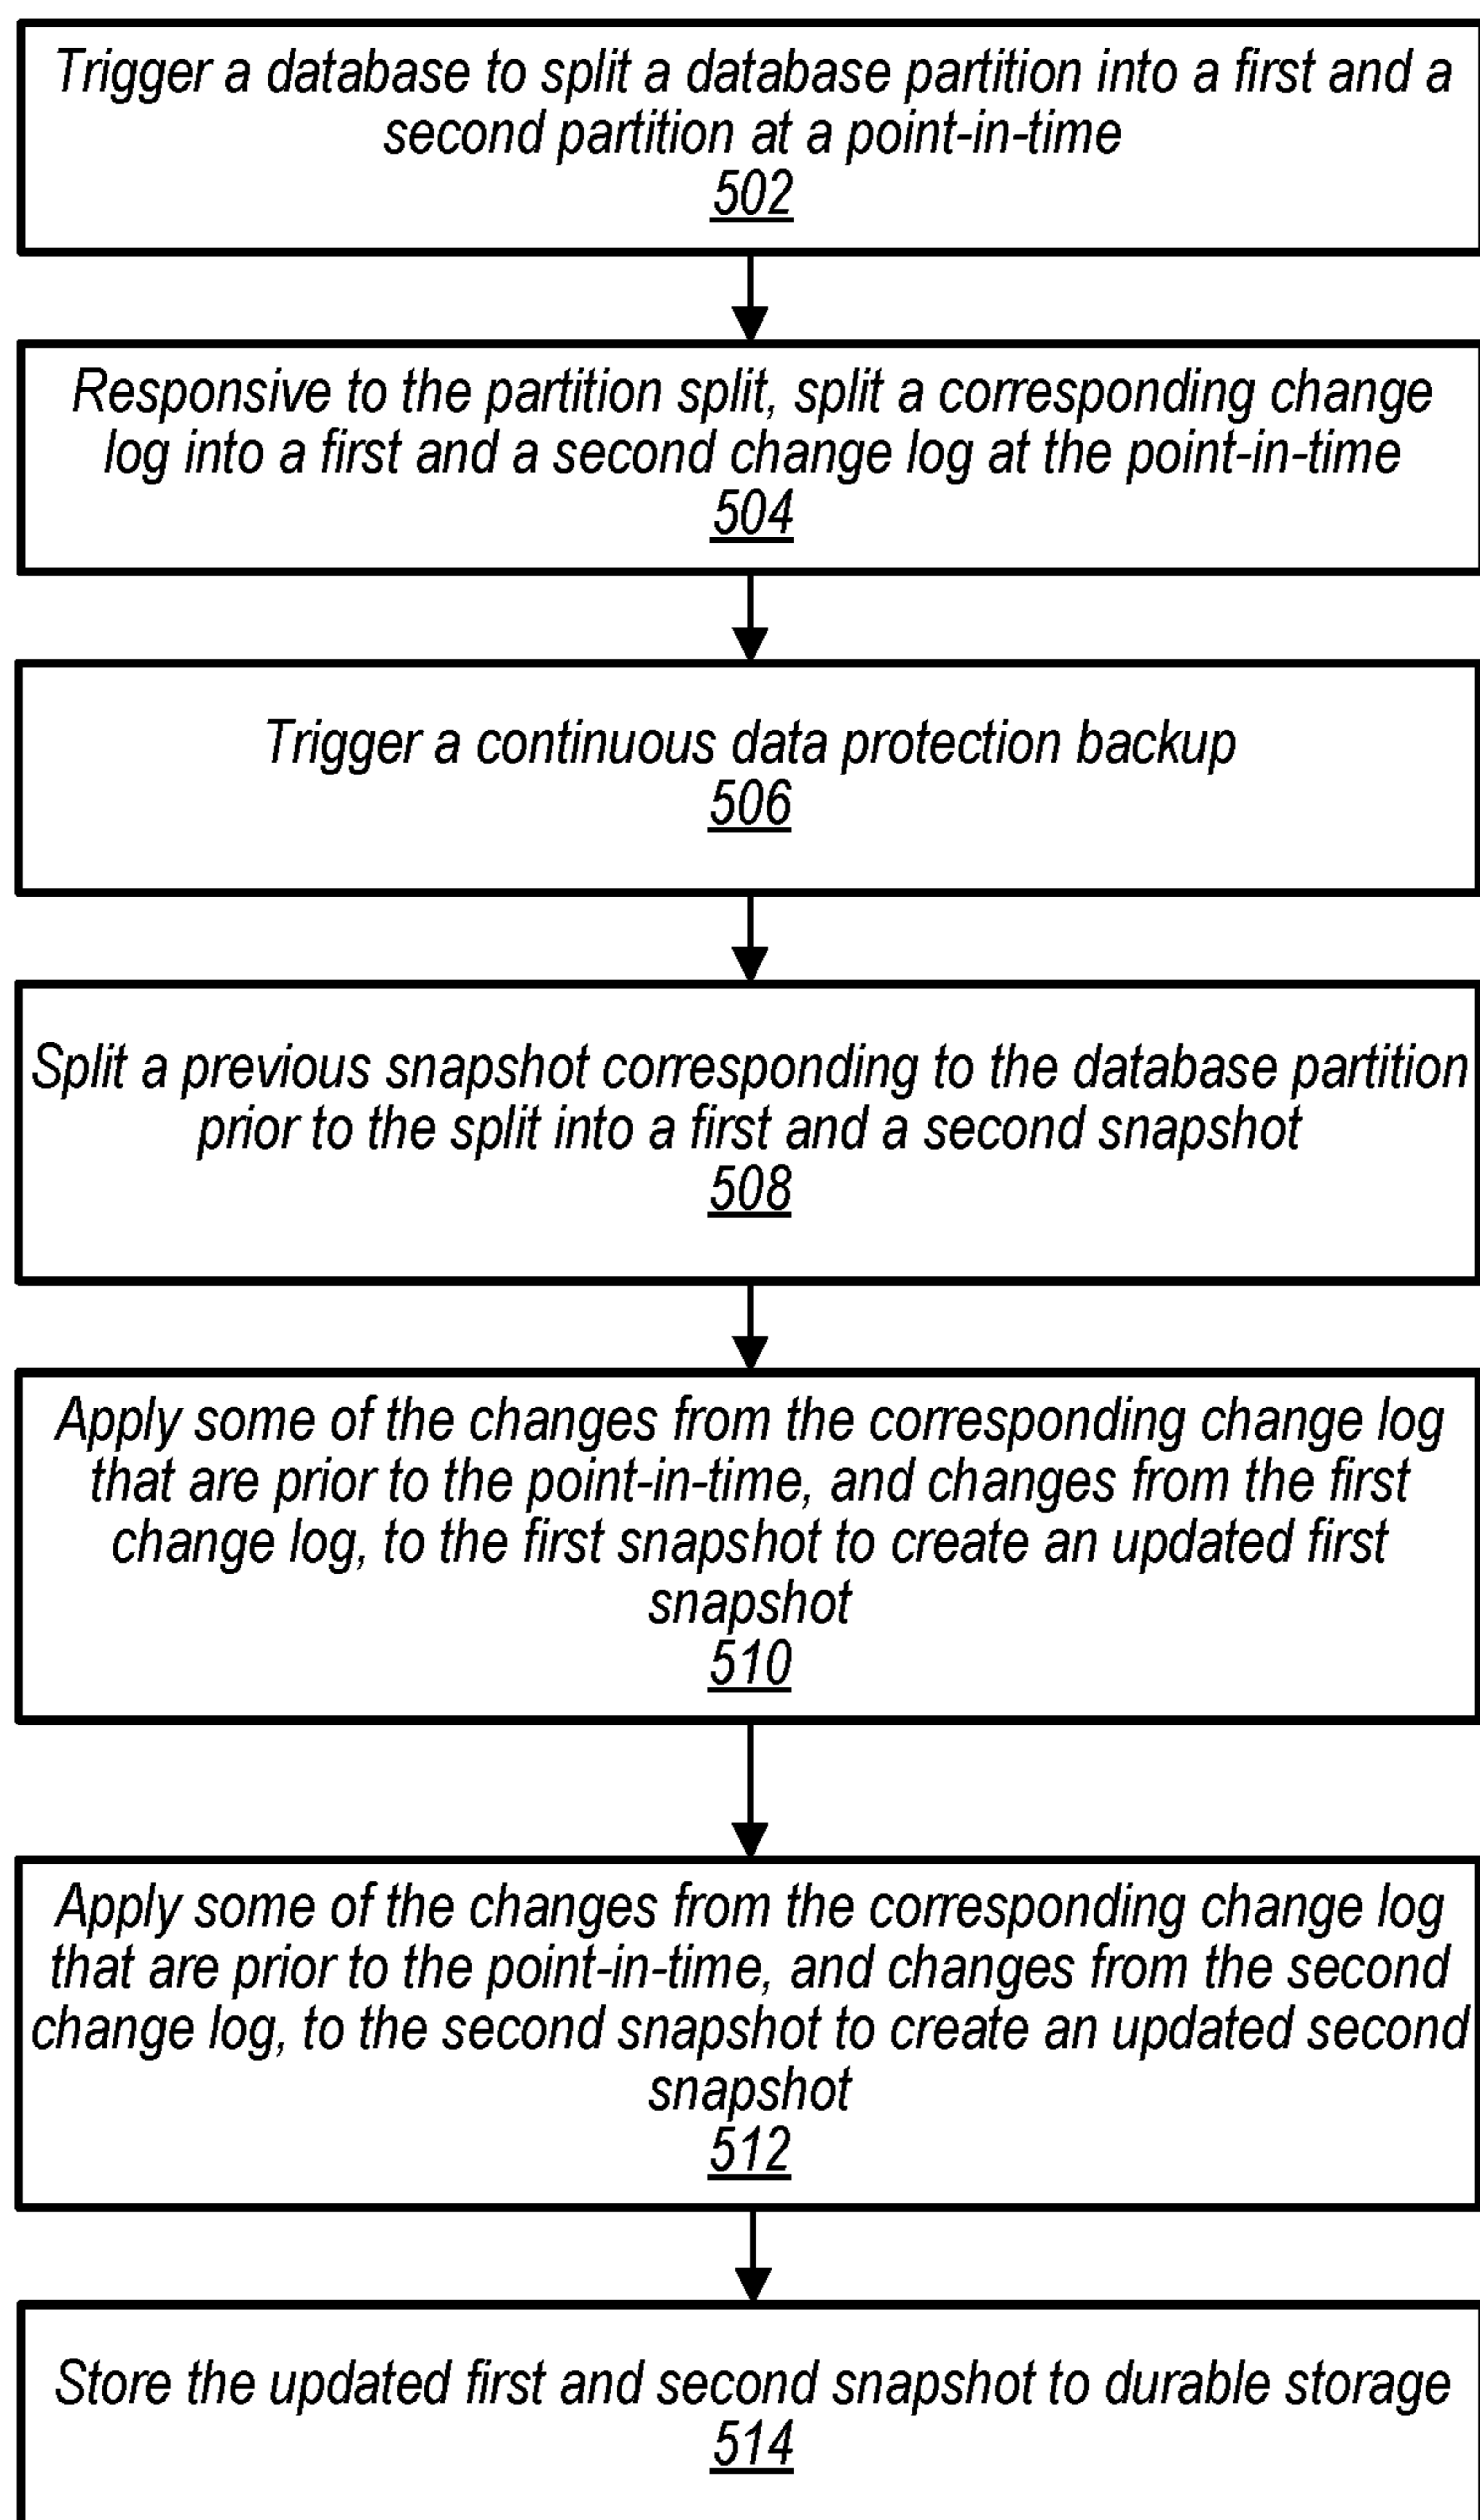 Trigger a database to split a database partition into a first and a
second partition at a point-in-time
502
Responsive to the partition split, split a corresponding change
log into a first and a second change log at the point-in-time
504
Trigger a continuous data protection backup
506
Split a previous snapshot corresponding to the database partition
prior to the split into a first and a second snapshot
508
Apply some of the changes from the corresponding change log
that are prior to the point-in-time, and changes from the first
change log, to the first snapshot to create an updated first
snapshot
510
Apply some of the changes from the corresponding change log
that are prior to the point-in-time, and changes from the second
change log, to the second snapshot to create an updated second
snapshot
512
Store the updated first and second snapshot to durable storage
514